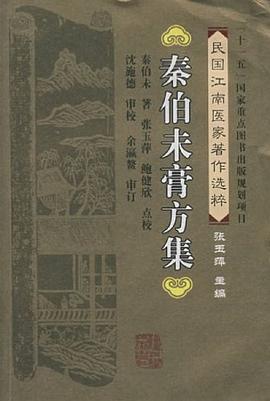 “十二五”国家重点图书出版规划项目
民国江南医家著作选粹
张玉萍 重编
秦伯未膏方集
秦伯未 著 张玉萍 鲍健欣 点校
沈施德 审校 余瀛鳌 审订